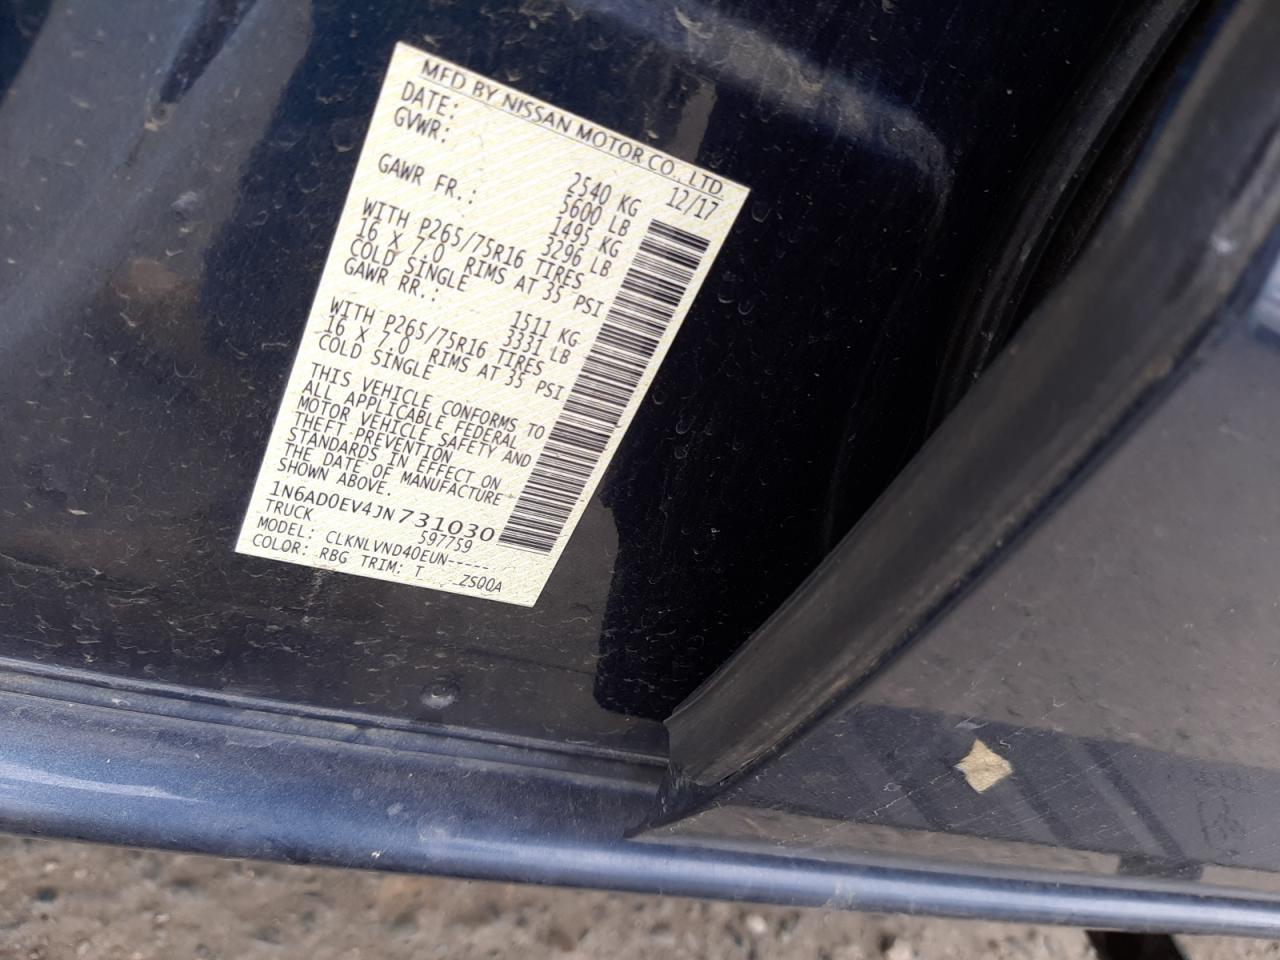 MFD BY NISSAN MOTOR CO., LTD.
DATE: 12/17
GVWR: 2540 KG
5600 LB
GAWR FR.: 1495 KG
3296 LB
WITH P265/75R16 TIRES
16 X 7.0 RIMS AT 35 PSI
COLD SINGLE
GAWR RR.: 1511 KG
3331 LB
WITH P265/75R16 TIRES
16 X 7.0 RIMS AT 35 PSI
COLD SINGLE
THIS VEHICLE CONFORMS TO
ALL APPLICABLE FEDERAL
MOTOR VEHICLE SAFETY AND
THEFT PREVENTION
STANDARDS IN EFFECT ON
THE DATE OF MANUFACTURE
SHOWN ABOVE.
1N6AD0EV4JN731030
TRUCK 597759
MODEL: CLKNLVND40EUN-----
COLOR: RBG TRIM: T ZS00A